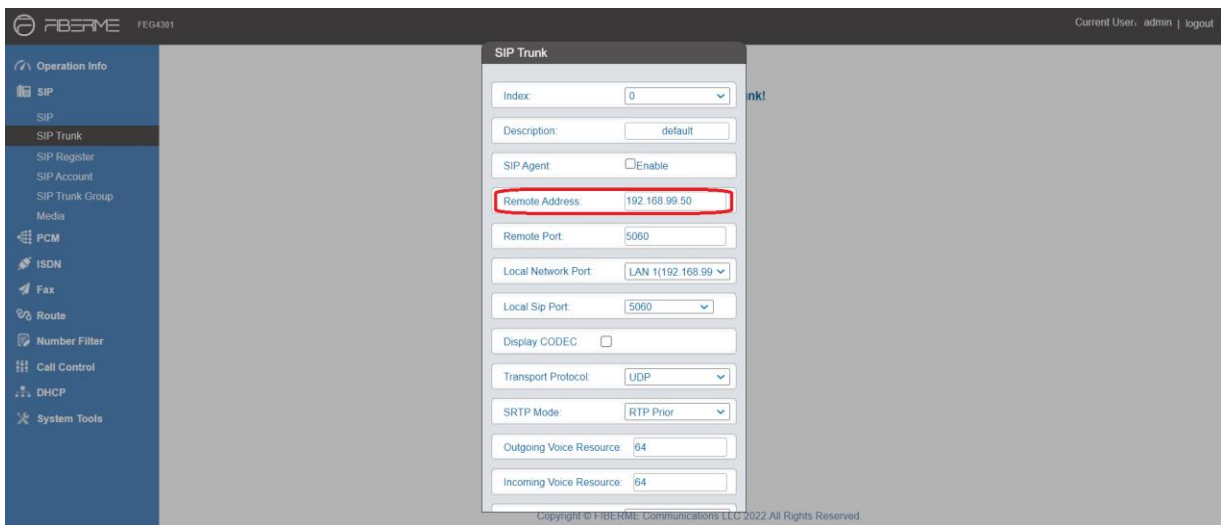 FIBERME FEG4301 Current User: admin | logout
Operation Info
SIP
SIP
SIP Trunk
SIP Register
SIP Account
SIP Trunk Group
Media
PCM
ISDN
Fax
Route
Number Filter
Call Control
DHCP
System Tools
SIP Trunk
nk!
Index: 0
Description: default
SIP Agent: Enable
Remote Address: 192.168.99.50
Remote Port: 5060
Local Network Port: LAN 1(192.168.99
Local Sip Port: 5060
Display CODEC
Transport Protocol: UDP
SRTP Mode: RTP Prior
Outgoing Voice Resource: 64
Incoming Voice Resource: 64
Copyright © FIBERME Communications LLC 2022.All Rights Reserved.